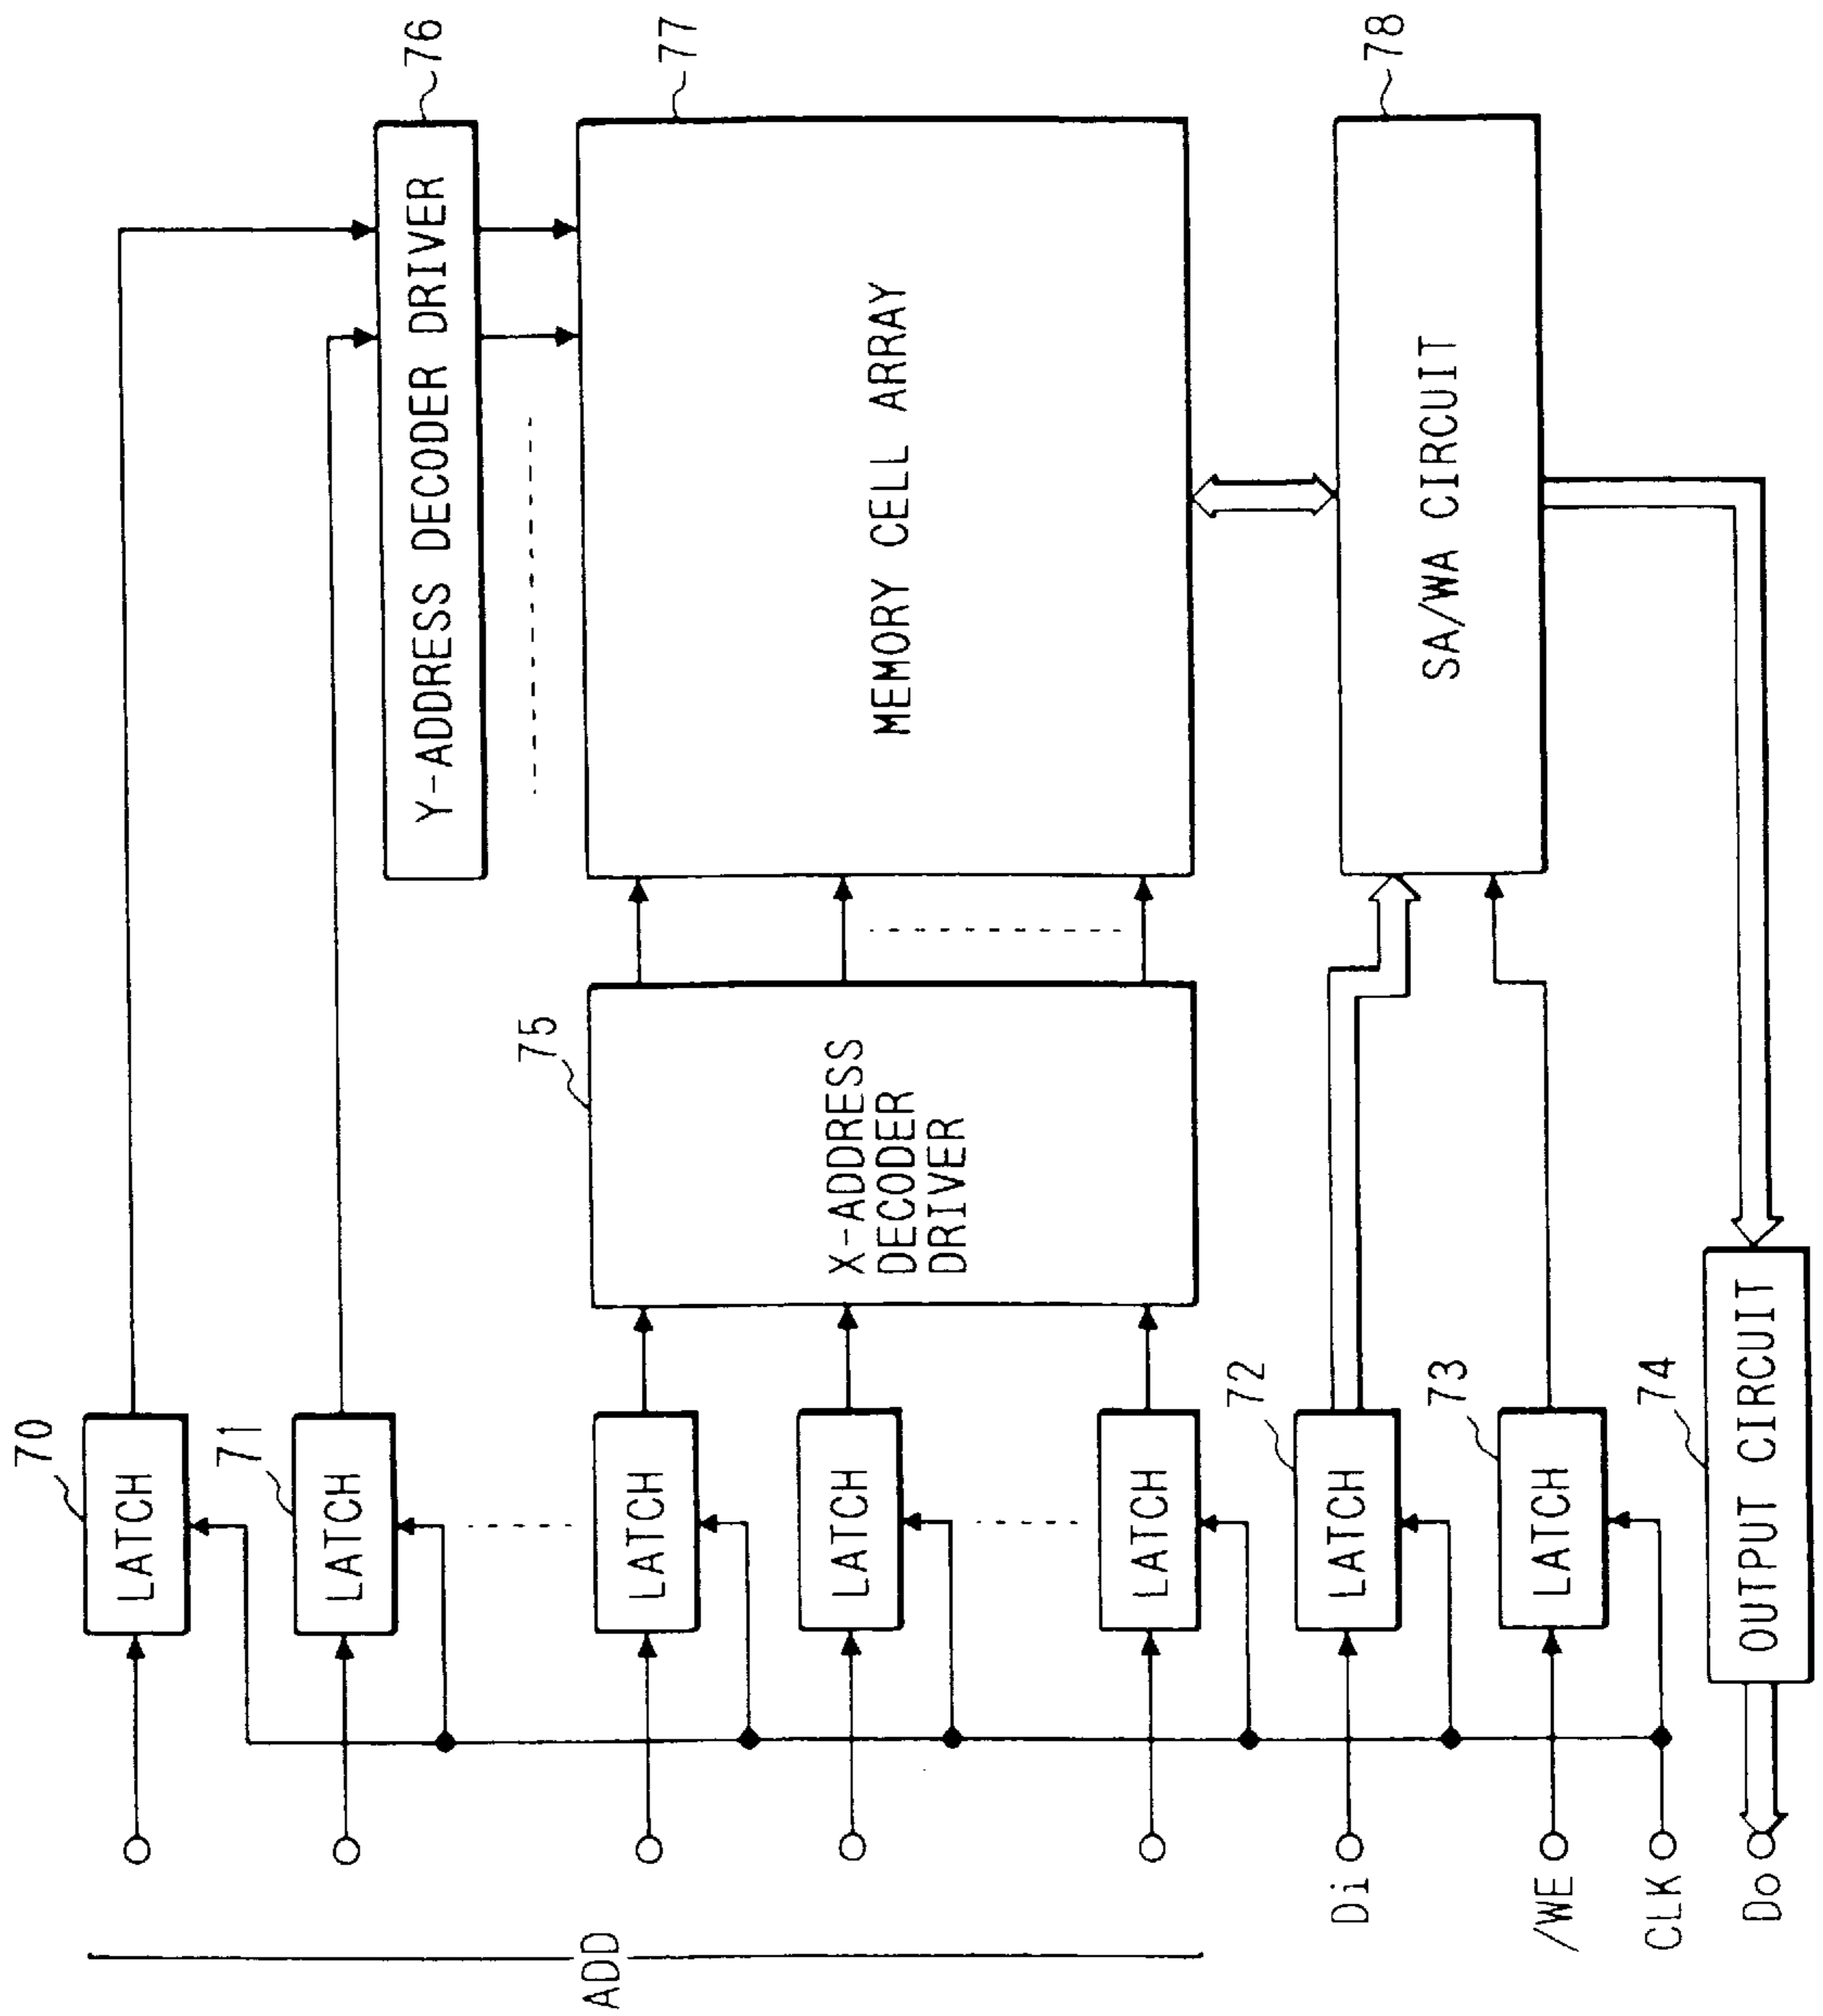 70
LATCH
71
LATCH
LATCH
LATCH
LATCH
72
LATCH
73
LATCH
74
OUTPUT CIRCUIT
75
X-ADDRESS
DECODER
DRIVER
76
Y-ADDRESS DECODER DRIVER
77
MEMORY CELL ARRAY
78
SA/WA CIRCUIT
ADD
Di
/WE
CLK
Do